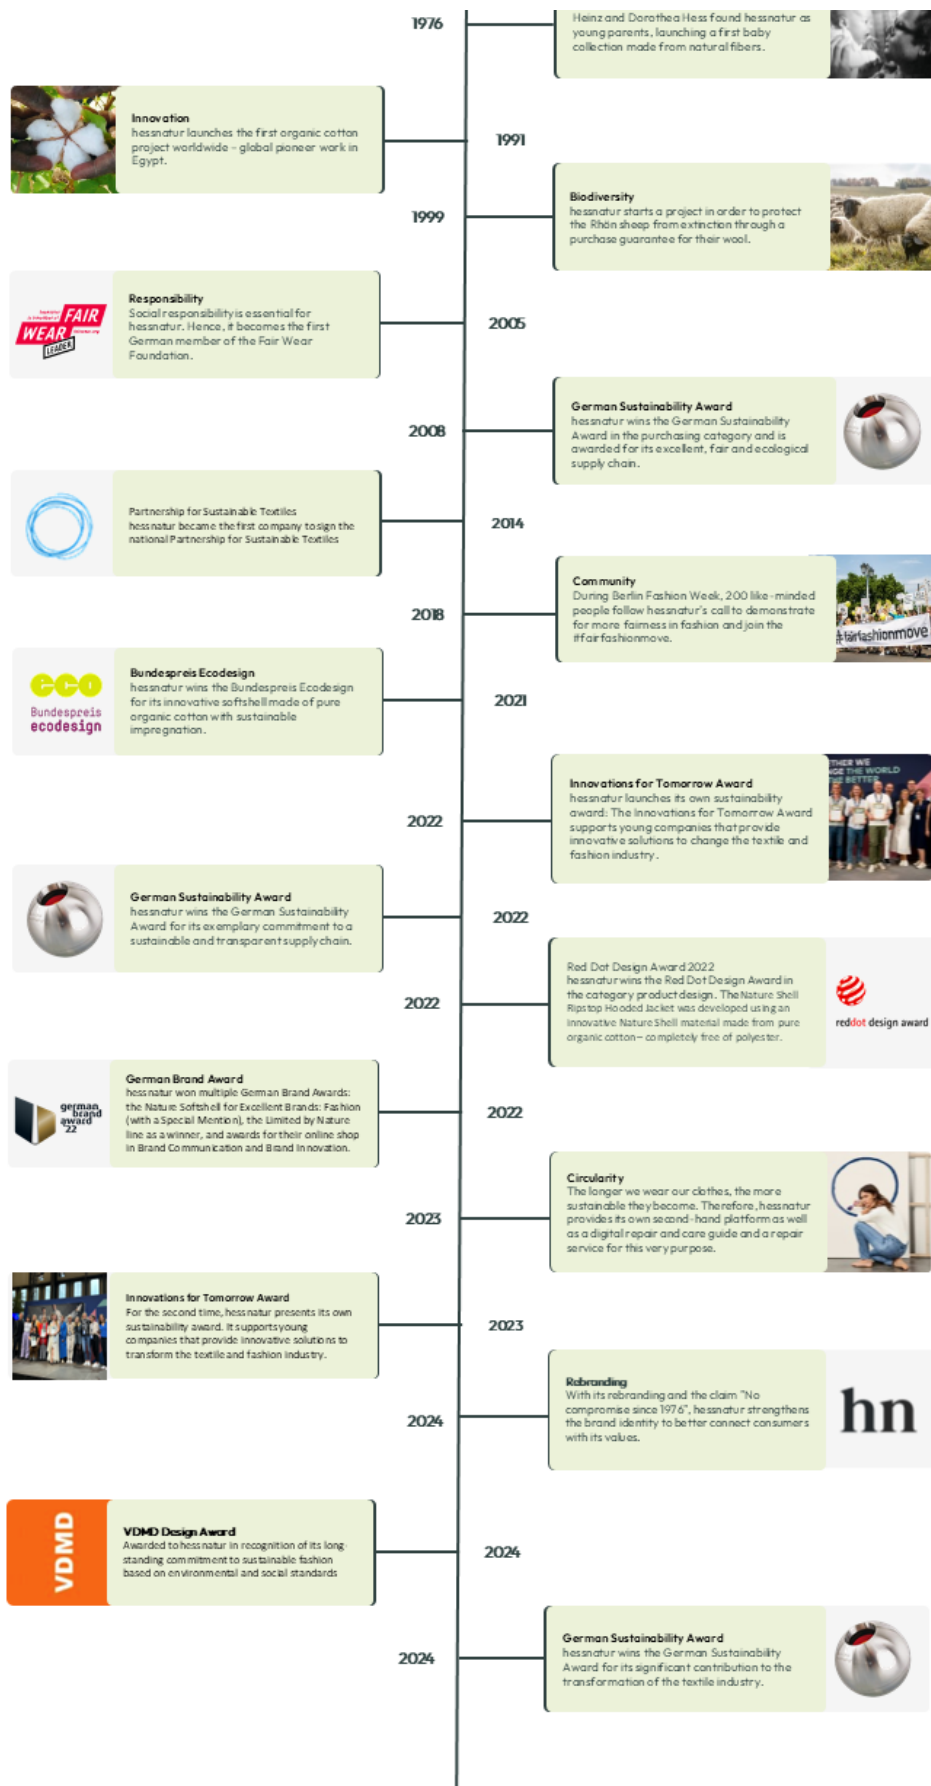 1976
Heinz and Dorothea Hess found hessnatur as
young parents, launching a first baby
collection made from natural fibers.
Innovation
hessnatur launches the first organic cotton
project worldwide – global pioneer work in
Egypt.
1991
Biodiversity
hessnatur starts a project in order to protect
the Rhön sheep from extinction through a
purchase guarantee for their wool.
1999
FAIR
WEAR
LEADER
Responsibility
Social responsibility is essential for
hessnatur. Hence, it becomes the first
German member of the Fair Wear
Foundation.
2005
German Sustainability Award
hessnatur wins the German Sustainability
Award in the purchasing category and is
awarded for its excellent, fair and ecological
supply chain.
2008
Partnership for Sustainable Textiles
hessnatur became the first company to sign the
national Partnership for Sustainable Textiles
2014
Community
During Berlin Fashion Week, 200 like-minded
people follow hessnatur's call to demonstrate
for more fairness in fashion and join the
#fairfashionmove.
#fairfashionmove
2018
eco
Bundespreis
ecodesign
Bundespreis Ecodesign
hessnatur wins the Bundespreis Ecodesign
for its innovative softshell made of pure
organic cotton with sustainable
impregnation.
2021
Innovations for Tomorrow Award
hessnatur launches its own sustainability
award: The Innovations for Tomorrow Award
supports young companies that provide
innovative solutions to change the textile and
fashion industry.
THER WE
NGE THE WORLD
THE BETTER
2022
German Sustainability Award
hessnatur wins the German Sustainability
Award for its exemplary commitment to a
sustainable and transparent supply chain.
2022
Red Dot Design Award 2022
hessnatur wins the Red Dot Design Award in
the category product design. The Nature Shell
Ripstop Hooded Jacket was developed using an
innovative Nature Shell material made from pure
organic cotton – completely free of polyester.
reddot design award
2022
german
brand
award
'22
German Brand Award
hessnatur won multiple German Brand Awards:
the Nature Softshell for Excellent Brands: Fashion
(with a Special Mention), the Limited by Nature
line as a winner, and awards for their online shop
in Brand Communication and Brand Innovation.
2022
Circularity
The longer we wear our clothes, the more
sustainable they become. Therefore, hessnatur
provides its own second-hand platform as well
as a digital repair and care guide and a repair
service for this very purpose.
2023
Innovations for Tomorrow Award
For the second time, hessnatur presents its own
sustainability award. It supports young
companies that provide innovative solutions to
transform the textile and fashion industry.
2023
Rebranding
With its rebranding and the claim "No
compromise since 1976", hessnatur strengthens
the brand identity to better connect consumers
with its values.
hn
2024
VDMD
VDMD Design Award
Awarded to hessnatur in recognition of its long-
standing commitment to sustainable fashion
based on environmental and social standards
2024
German Sustainability Award
hessnatur wins the German Sustainability
Award for its significant contribution to the
transformation of the textile industry.
2024